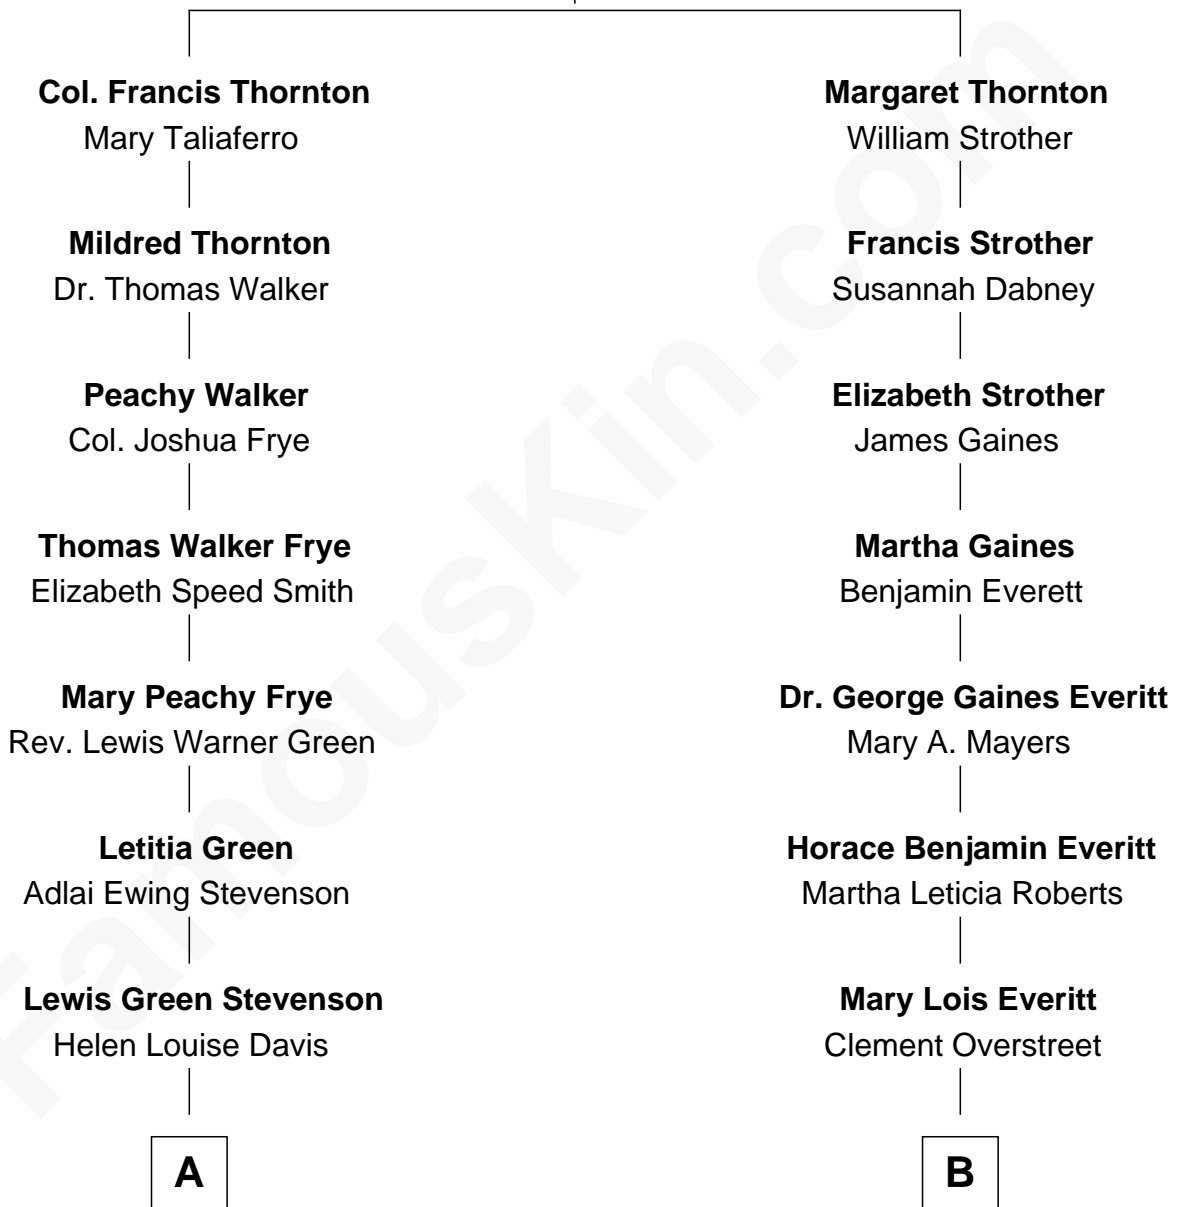 Col. Francis Thornton
Mary Taliaferro
Margaret Thornton
William Strother
Mildred Thornton
Dr. Thomas Walker
Francis Strother
Susannah Dabney
Peachy Walker
Col. Joshua Frye
Elizabeth Strother
James Gaines
Thomas Walker Frye
Elizabeth Speed Smith
Martha Gaines
Benjamin Everett
Mary Peachy Frye
Rev. Lewis Warner Green
Dr. George Gaines Everitt
Mary A. Mayers
Letitia Green
Adlai Ewing Stevenson
Horace Benjamin Everitt
Martha Leticia Roberts
Lewis Green Stevenson
Helen Louise Davis
Mary Lois Everitt
Clement Overstreet
A
B
FamousKin.com